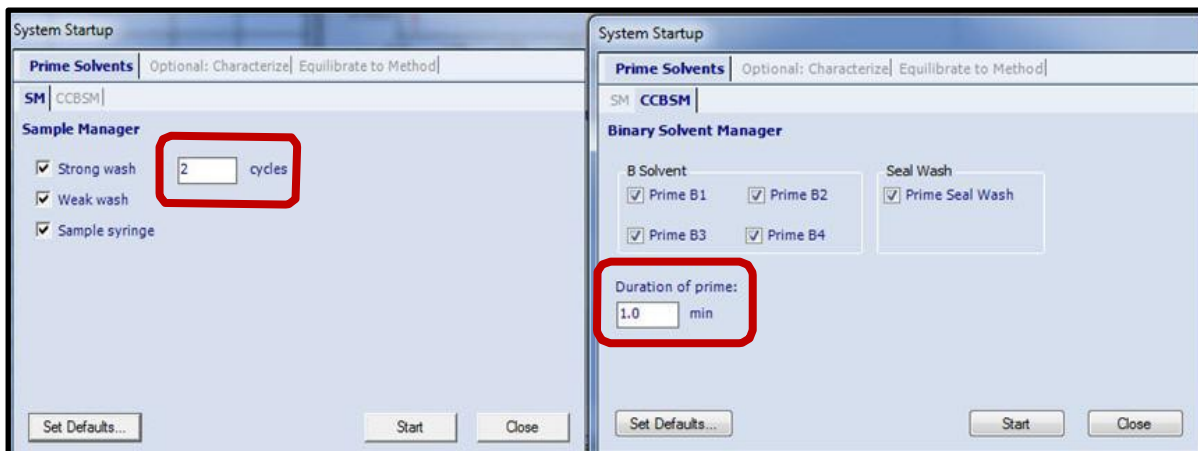 System Startup
Prime Solvents Optional: Characterize Equilibrate to Method
SM CCBSM
Sample Manager
Strong wash 2 cycles
Weak wash
Sample syringe
Set Defaults... Start Close
System Startup
Prime Solvents Optional: Characterize Equilibrate to Method
SM CCBSM
Binary Solvent Manager
B Solvent Seal Wash
Prime B1 Prime B2 Prime Seal Wash
Prime B3 Prime B4
Duration of prime:
1.0 min
Set Defaults... Start Close